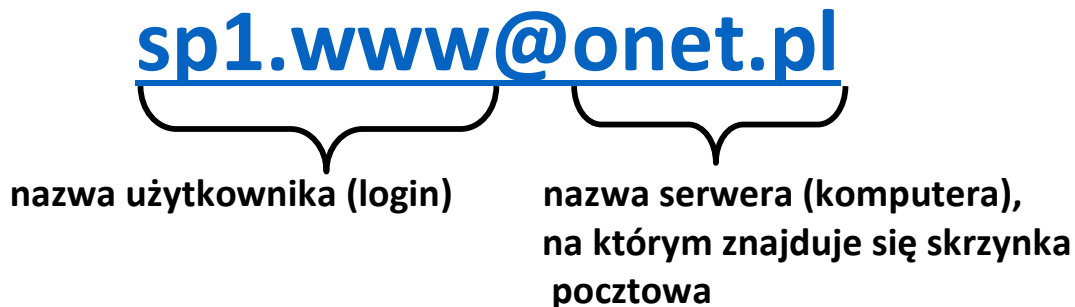 sp1.www@onet.pl
nazwa użytkownika (login)
nazwa serwera (komputera),
na którym znajduje się skrzynka
pocztowa